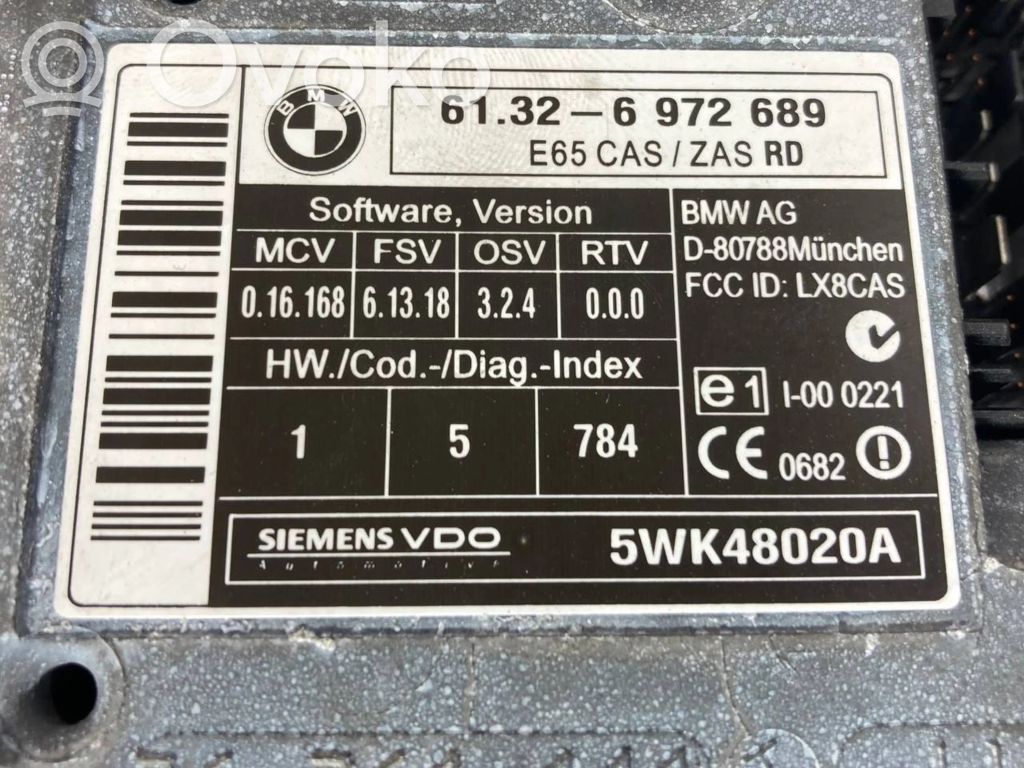 Ovoko
BMW
61.32 – 6 972 689
E65 CAS / ZAS RD
Software, Version
MCV FSV OSV RTV
0.16.168 6.13.18 3.2.4 0.0.0
HW./Cod.-/Diag.-Index
1 5 784
BMW AG
D-80788München
FCC ID: LX8CAS
e1 I-00 0221
CE 0682
SIEMENS VDO
Automotive
5WK48020A